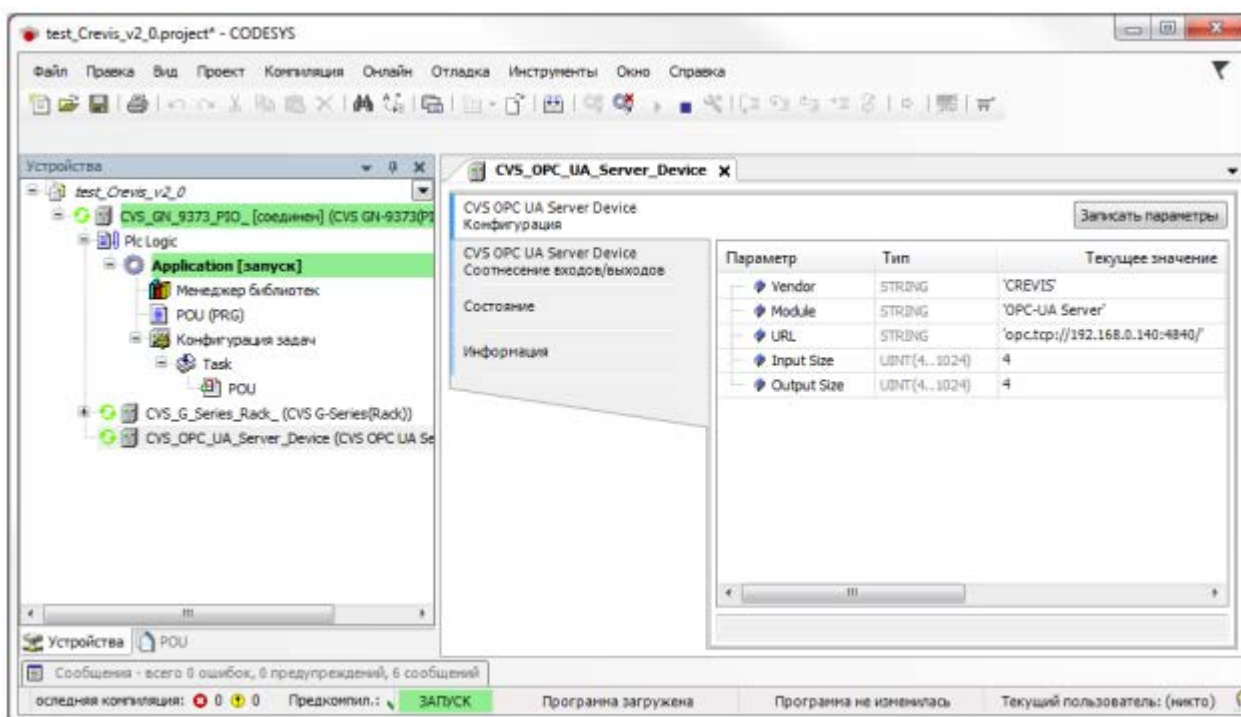 test_Crevis_v2_0.project* - CODESYS
Файл Правка Вид Проект Компиляция Онлайн Отладка Инструменты Окно Справка
Устройства
test_Crevis_v2_0
CVS_GN_9373_PIO_ [соединен] (CVS GN-9373(PI
Plc Logic
Application [запуск]
Менеджер библиотек
POU (PRG)
Конфигурация задач
Task
POU
CVS_G_Series_Rack_ (CVS G-Series(Rack))
CVS_OPC_UA_Server_Device (CVS OPC UA Se
Устройства POU
CVS_OPC_UA_Server_Device
CVS OPC UA Server Device
Конфигурация
CVS OPC UA Server Device
Соотнесение входов/выходов
Состояние
Информация
Записать параметры
Параметр Тип Текущее значение
Vendor STRING 'CREVIS'
Module STRING 'OPC-UA Server'
URL STRING 'opc.tcp://192.168.0.140:4840/'
Input Size UINT(4..1024) 4
Output Size UINT(4..1024) 4
Сообщения - всего 0 ошибок, 0 предупреждений, 6 сообщений
оследняя компиляция: 0 0 Предкомпил.: ЗАПУСК Программа загружена Программа не изменилась Текущий пользователь: (никто)